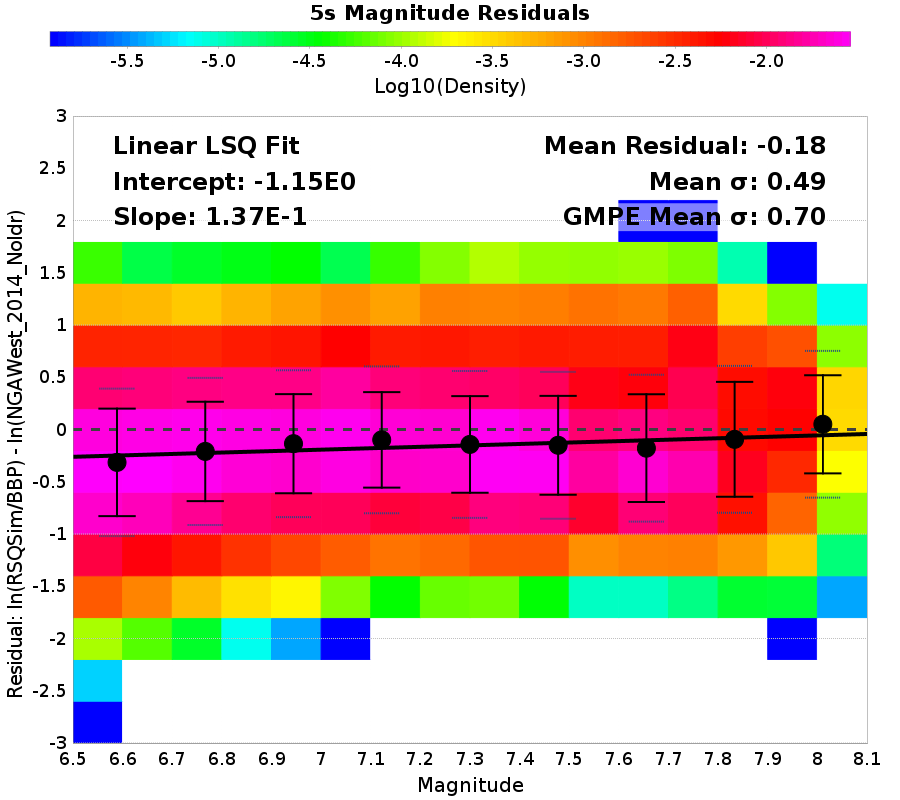 5s Magnitude Residuals
-5.5 -5.0 -4.5 -4.0 -3.5 -3.0 -2.5 -2.0
Log10(Density)
Linear LSQ Fit
Intercept: -1.15E0
Slope: 1.37E-1
Mean Residual: -0.18
Mean σ: 0.49
GMPE Mean σ: 0.70
Residual: ln(RSQSim/BBP) - ln(NGAWest_2014_NoIdr)
3
2.5
2
1.5
1
0.5
0
-0.5
-1
-1.5
-2
-2.5
-3
6.5 6.6 6.7 6.8 6.9 7 7.1 7.2 7.3 7.4 7.5 7.6 7.7 7.8 7.9 8 8.1
Magnitude